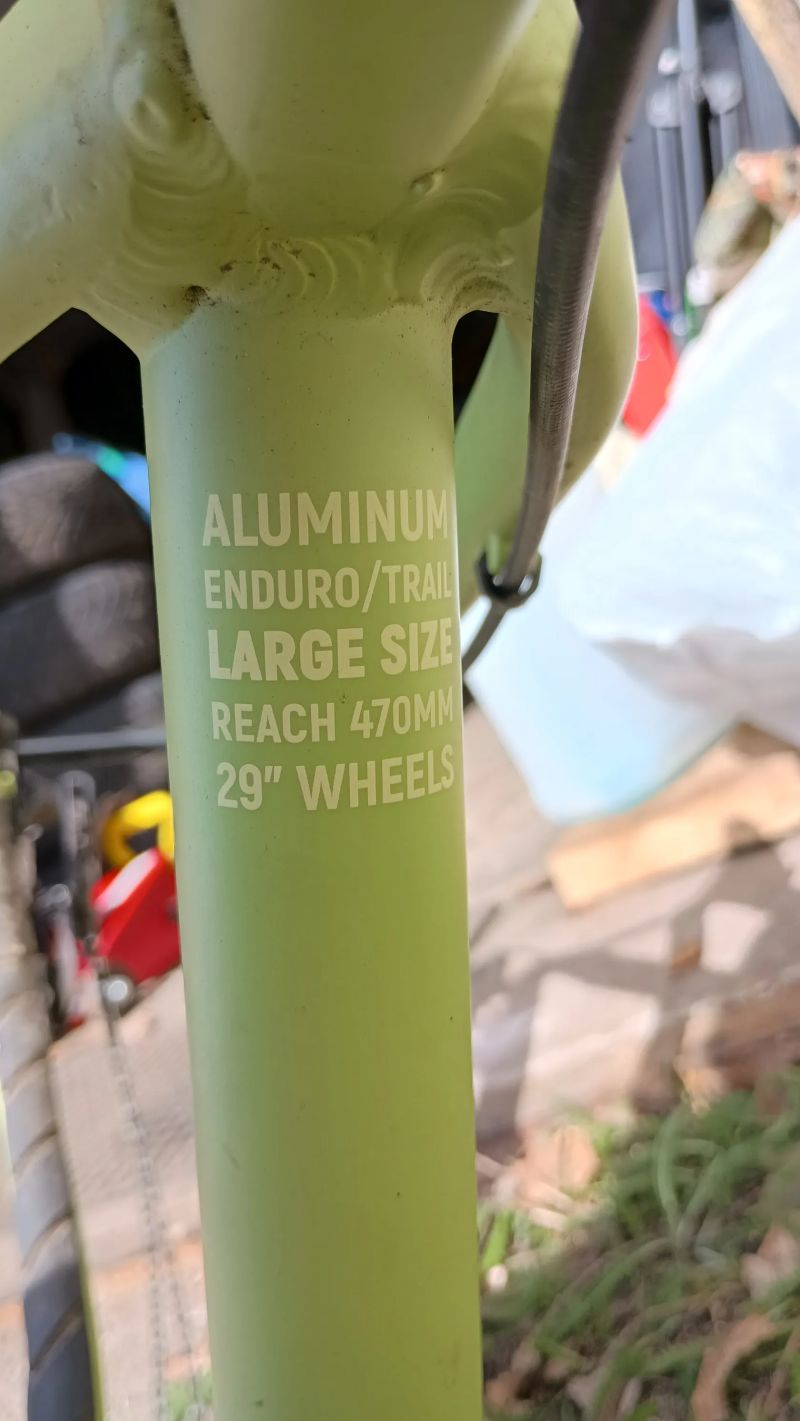 ALUMINUM
ENDURO/TRAIL
LARGE SIZE
REACH 470MM
29" WHEELS